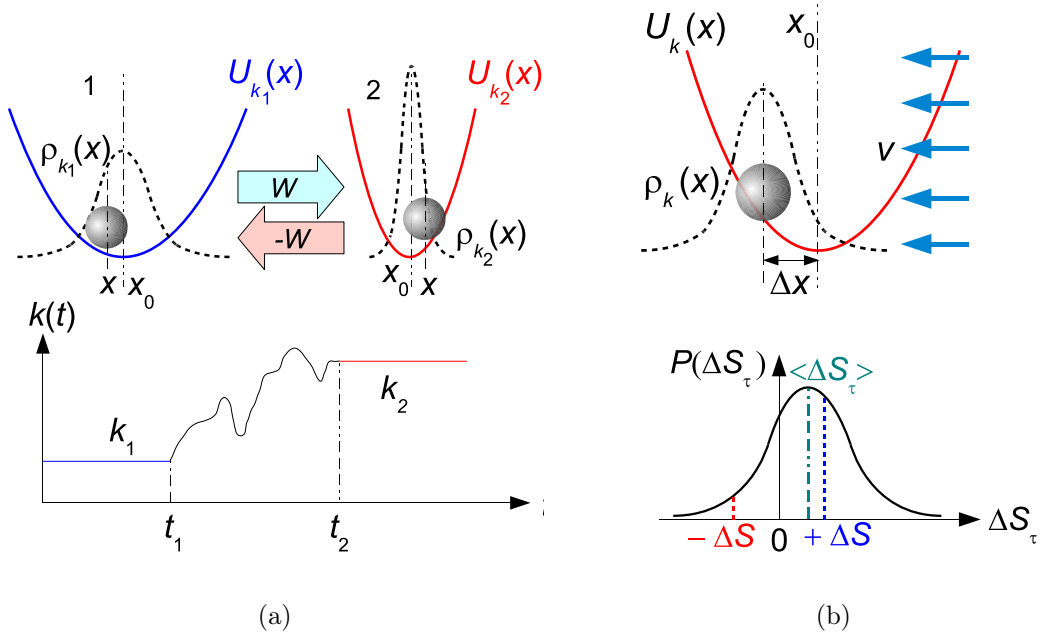 1
U_{k_1}(x)
ρ_{k_1}(x)
x
x_0
W
-W
2
U_{k_2}(x)
ρ_{k_2}(x)
x_0
x
k(t)
k_1
k_2
t_1
t_2
(a)
U_k(x)
x_0
v
ρ_k(x)
Δx
P(ΔS_τ)
<ΔS_τ>
− ΔS
0
+ ΔS
ΔS_τ
(b)